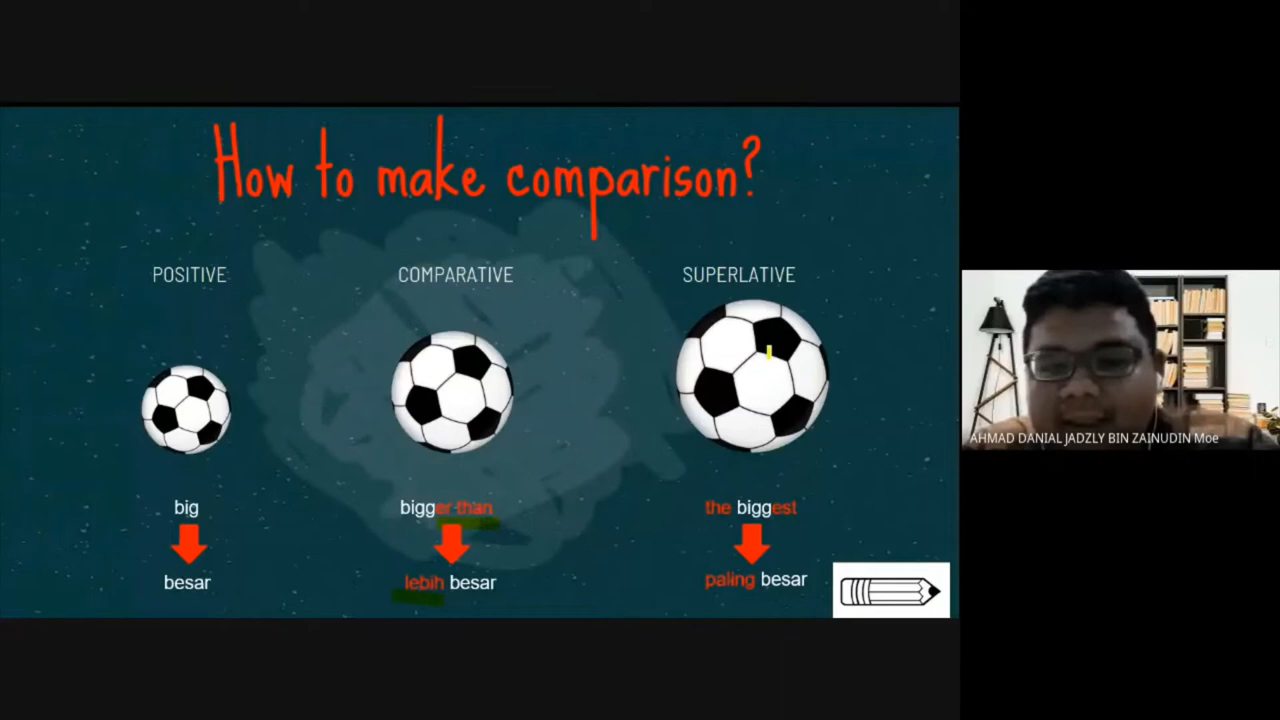 How to make comparison?
POSITIVE
COMPARATIVE
SUPERLATIVE
big
bigger than
the biggest
besar
lebih besar
paling besar
AHMAD DANIAL JADZLY BIN ZAINUDIN Moe